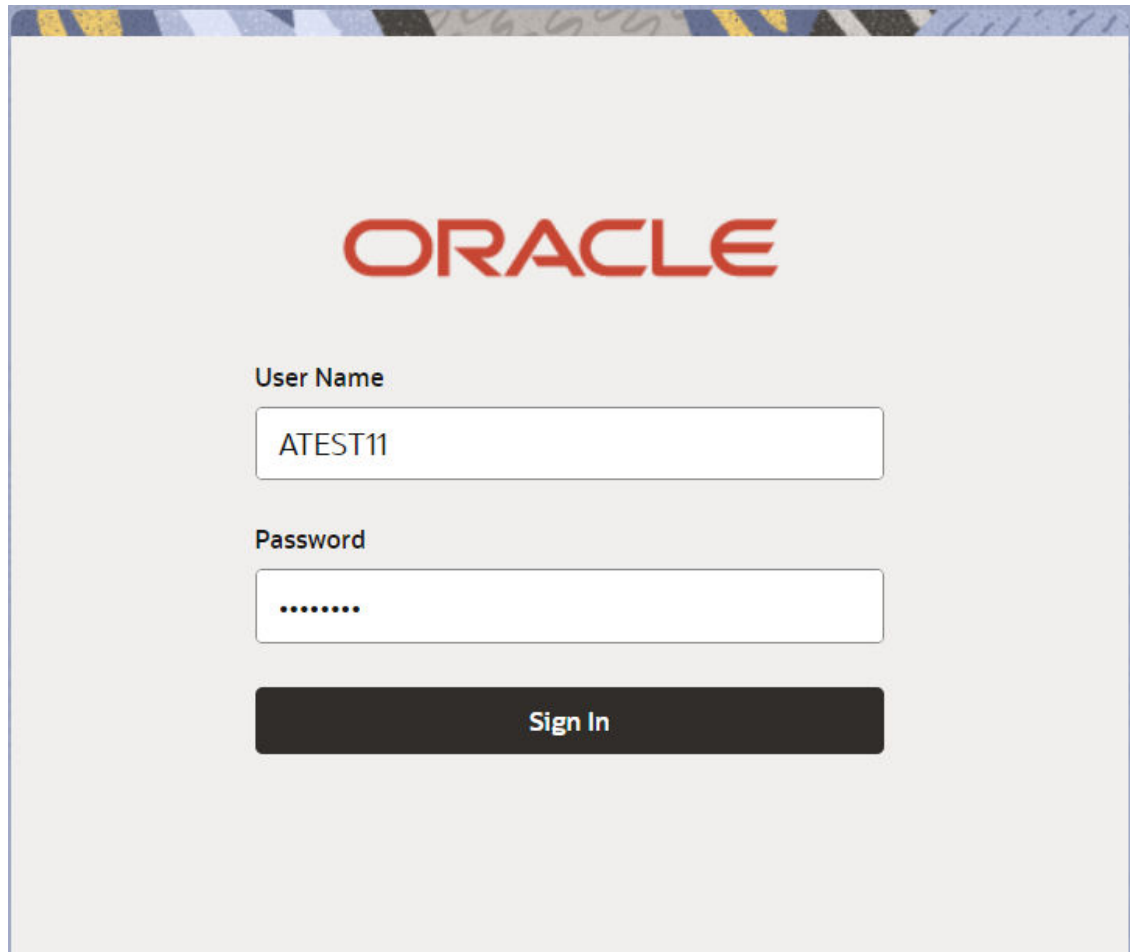 ORACLE
User Name
ATEST11
Password
••••••••
Sign In